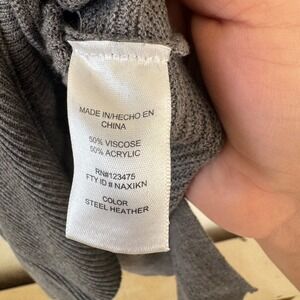 MADE IN/HECHO EN
CHINA
50% VISCOSE
50% ACRYLIC
RN#123475
FTY ID # NAXIKN
COLOR
STEEL HEATHER